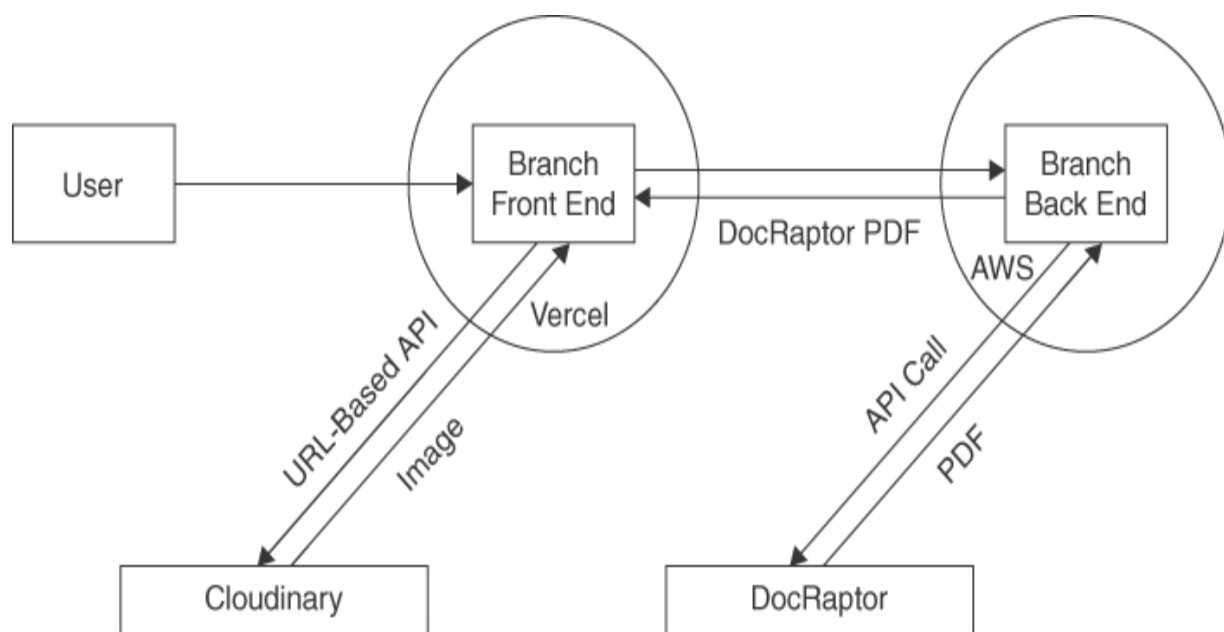 User
Branch
Front End
Branch
Back End
DocRaptor PDF
AWS
Vercel
URL-Based API
Image
API Call
PDF
Cloudinary
DocRaptor